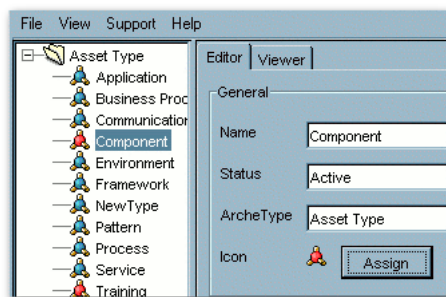 File View Support Help
Asset Type
Application
Business Proc
Communication
Component
Environment
Framework
NewType
Pattern
Process
Service
Training
Editor Viewer
General
Name Component
Status Active
ArcheType Asset Type
Icon Assign